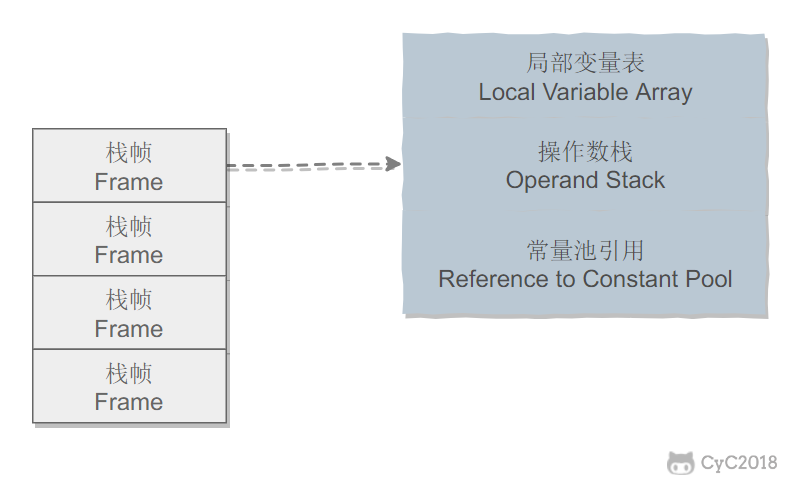 栈帧
Frame
栈帧
Frame
栈帧
Frame
栈帧
Frame
局部变量表
Local Variable Array
操作数栈
Operand Stack
常量池引用
Reference to Constant Pool
CyC2018